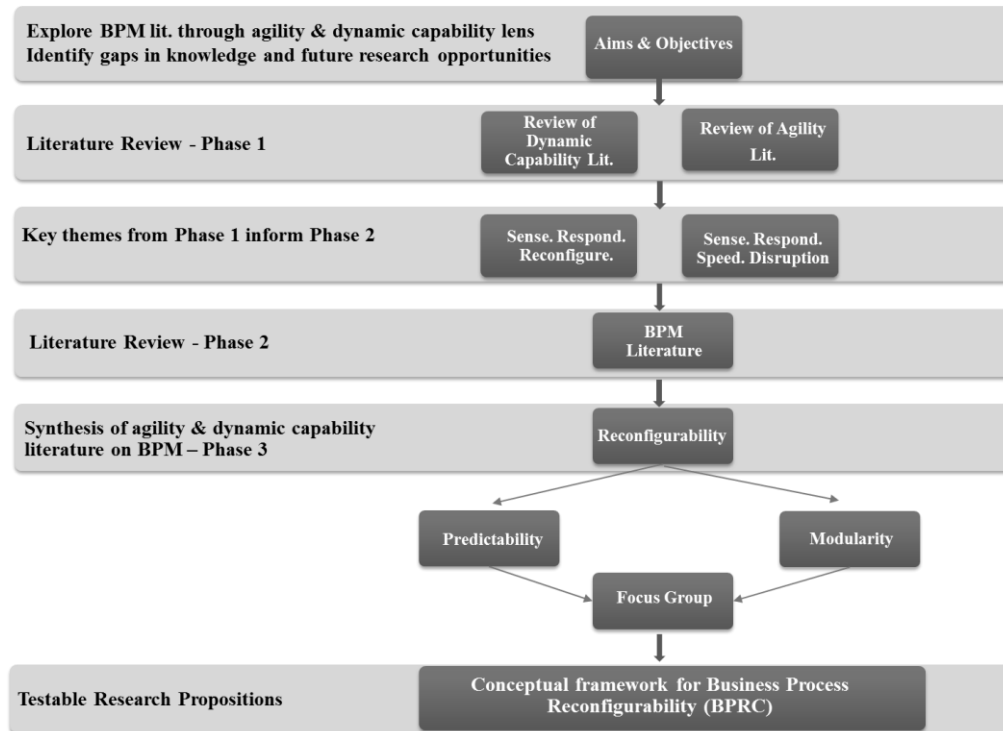 Explore BPM lit. through agility & dynamic capability lens
Identify gaps in knowledge and future research opportunities
Aims & Objectives
Literature Review - Phase 1
Review of
Dynamic
Capability Lit.
Review of Agility
Lit.
Key themes from Phase 1 inform Phase 2
Sense. Respond.
Reconfigure.
Sense. Respond.
Speed. Disruption
Literature Review - Phase 2
BPM
Literature
Synthesis of agility & dynamic capability
literature on BPM – Phase 3
Reconfigurability
Predictability
Modularity
Focus Group
Testable Research Propositions
Conceptual framework for Business Process
Reconfigurability (BPRC)